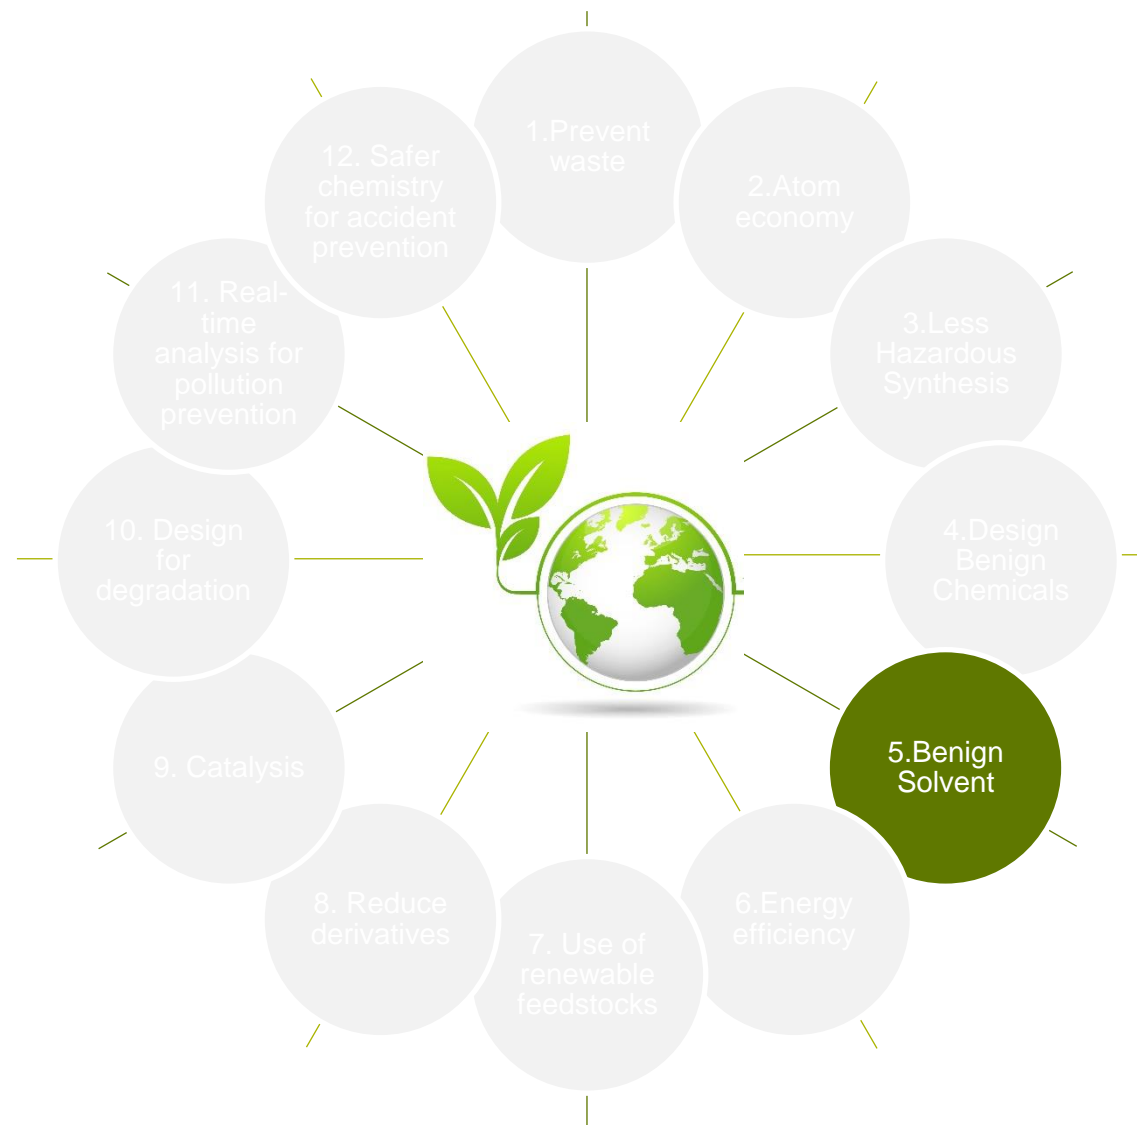 1.Prevent
waste
2.Atom
economy
3.Less
Hazardous
Synthesis
4.Design
Benign
Chemicals
5.Benign
Solvent
6.Energy
efficiency
7. Use of
renewable
feedstocks
8. Reduce
derivatives
9. Catalysis
10. Design
for
degradation
11. Real-
time
analysis for
pollution
prevention
12. Safer
chemistry
for accident
prevention